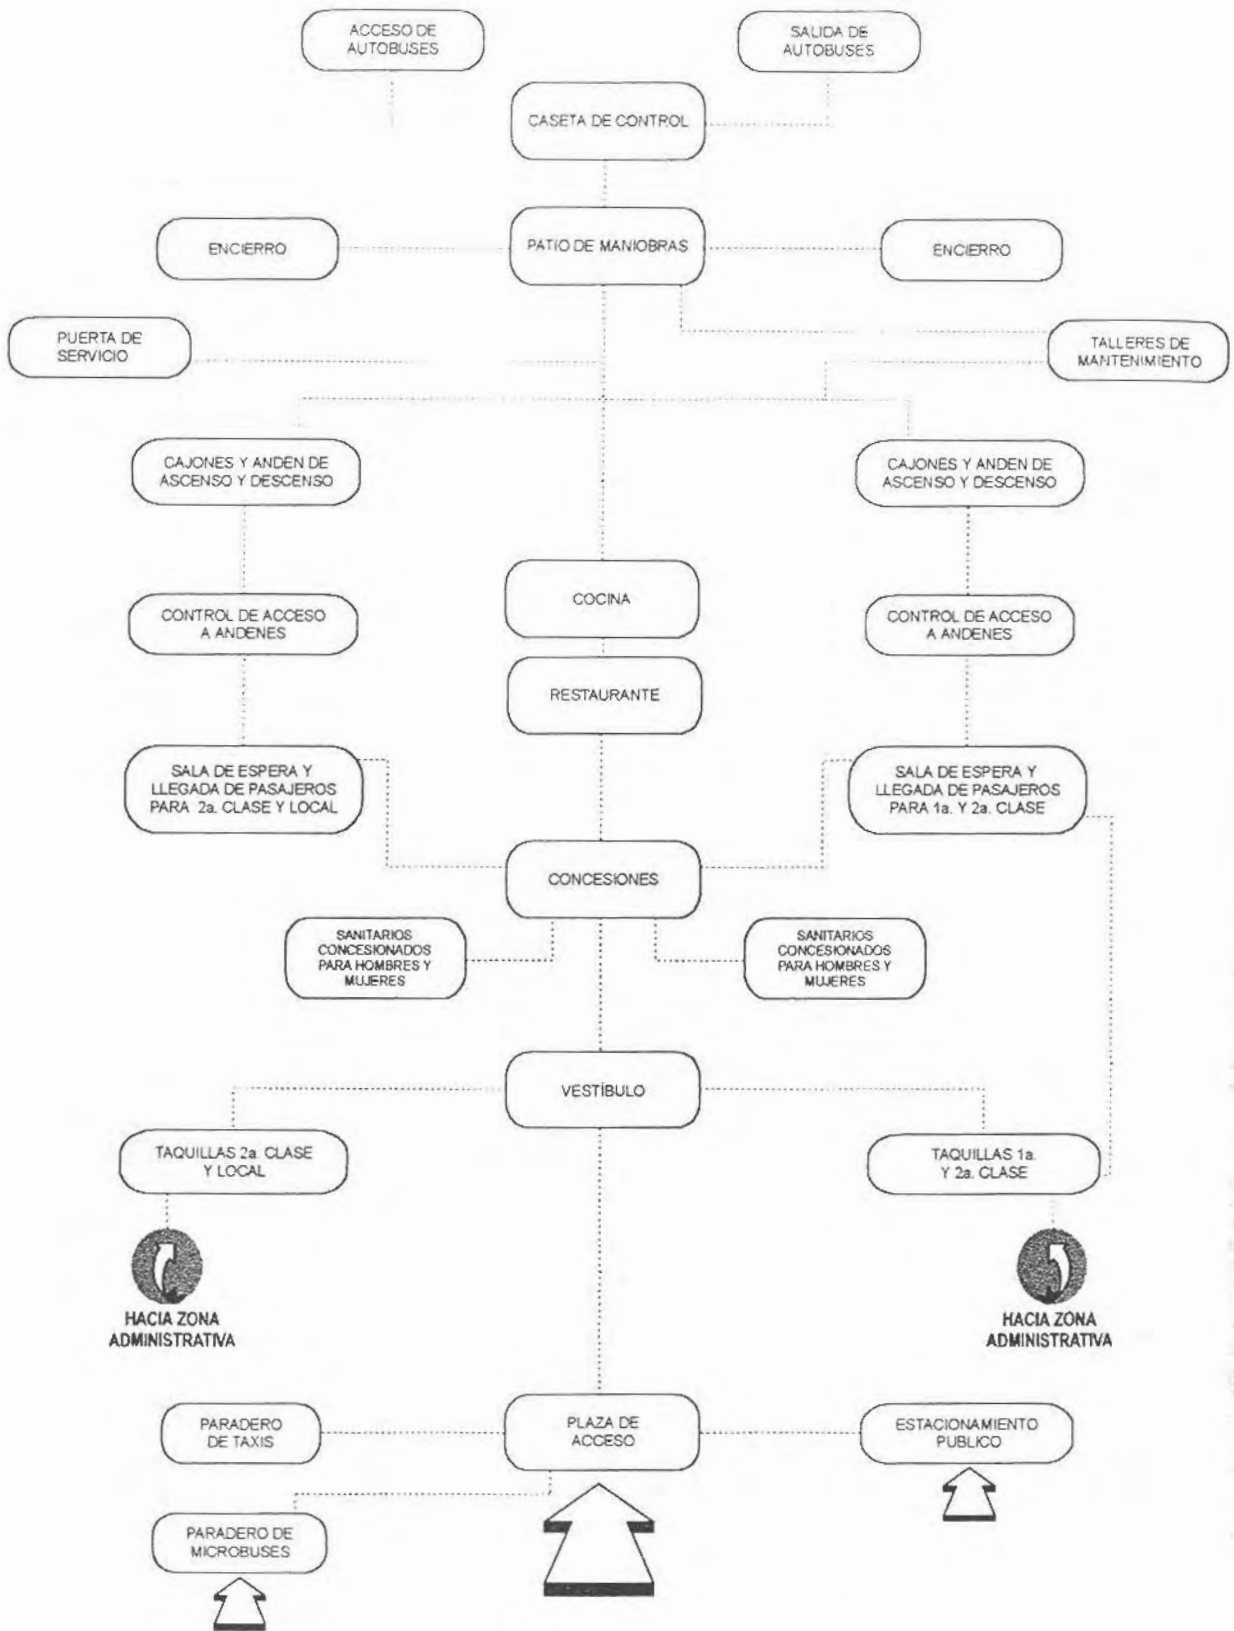 ACCESO DE
AUTOBUSES
SALIDA DE
AUTOBUSES
CASETA DE CONTROL
ENCIERRO
PATIO DE MANIOBRAS
ENCIERRO
PUERTA DE
SERVICIO
TALLERES DE
MANTENIMIENTO
CAJONES Y ANDEN DE
ASCENSO Y DESCENSO
CAJONES Y ANDEN DE
ASCENSO Y DESCENSO
COCINA
CONTROL DE ACCESO
A ANDENES
CONTROL DE ACCESO
A ANDENES
RESTAURANTE
SALA DE ESPERA Y
LLEGADA DE PASAJEROS
PARA 2a. CLASE Y LOCAL
SALA DE ESPERA Y
LLEGADA DE PASAJEROS
PARA 1a. Y 2a. CLASE
CONCESIONES
SANITARIOS
CONCESIONADOS
PARA HOMBRES Y
MUJERES
SANITARIOS
CONCESIONADOS
PARA HOMBRES Y
MUJERES
VESTÍBULO
TAQUILLAS 2a. CLASE
Y LOCAL
TAQUILLAS 1a.
Y 2a. CLASE
HACIA ZONA
ADMINISTRATIVA
HACIA ZONA
ADMINISTRATIVA
PARADERO
DE TAXIS
PLAZA DE
ACCESO
ESTACIONAMIENTO
PUBLICO
PARADERO DE
MICROBUSES